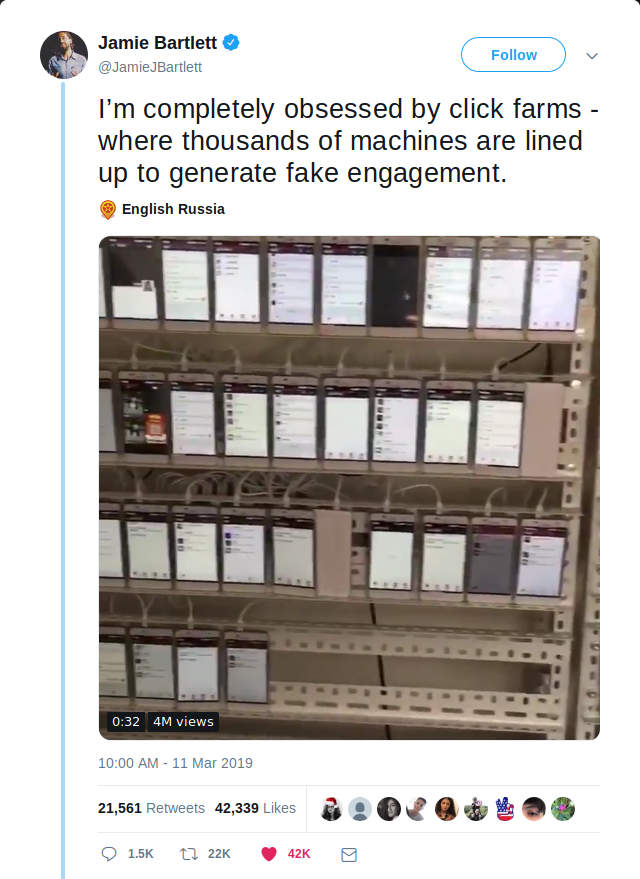 Jamie Bartlett
Follow
@JamieJBartlett
I'm completely obsessed by click farms -
where thousands of machines are lined
up to generate fake engagement.
English Russia
0:32 4M views
10:00 AM - 11 Mar 2019
21,561 Retweets 42,339 Likes
1.5K 22K 42K